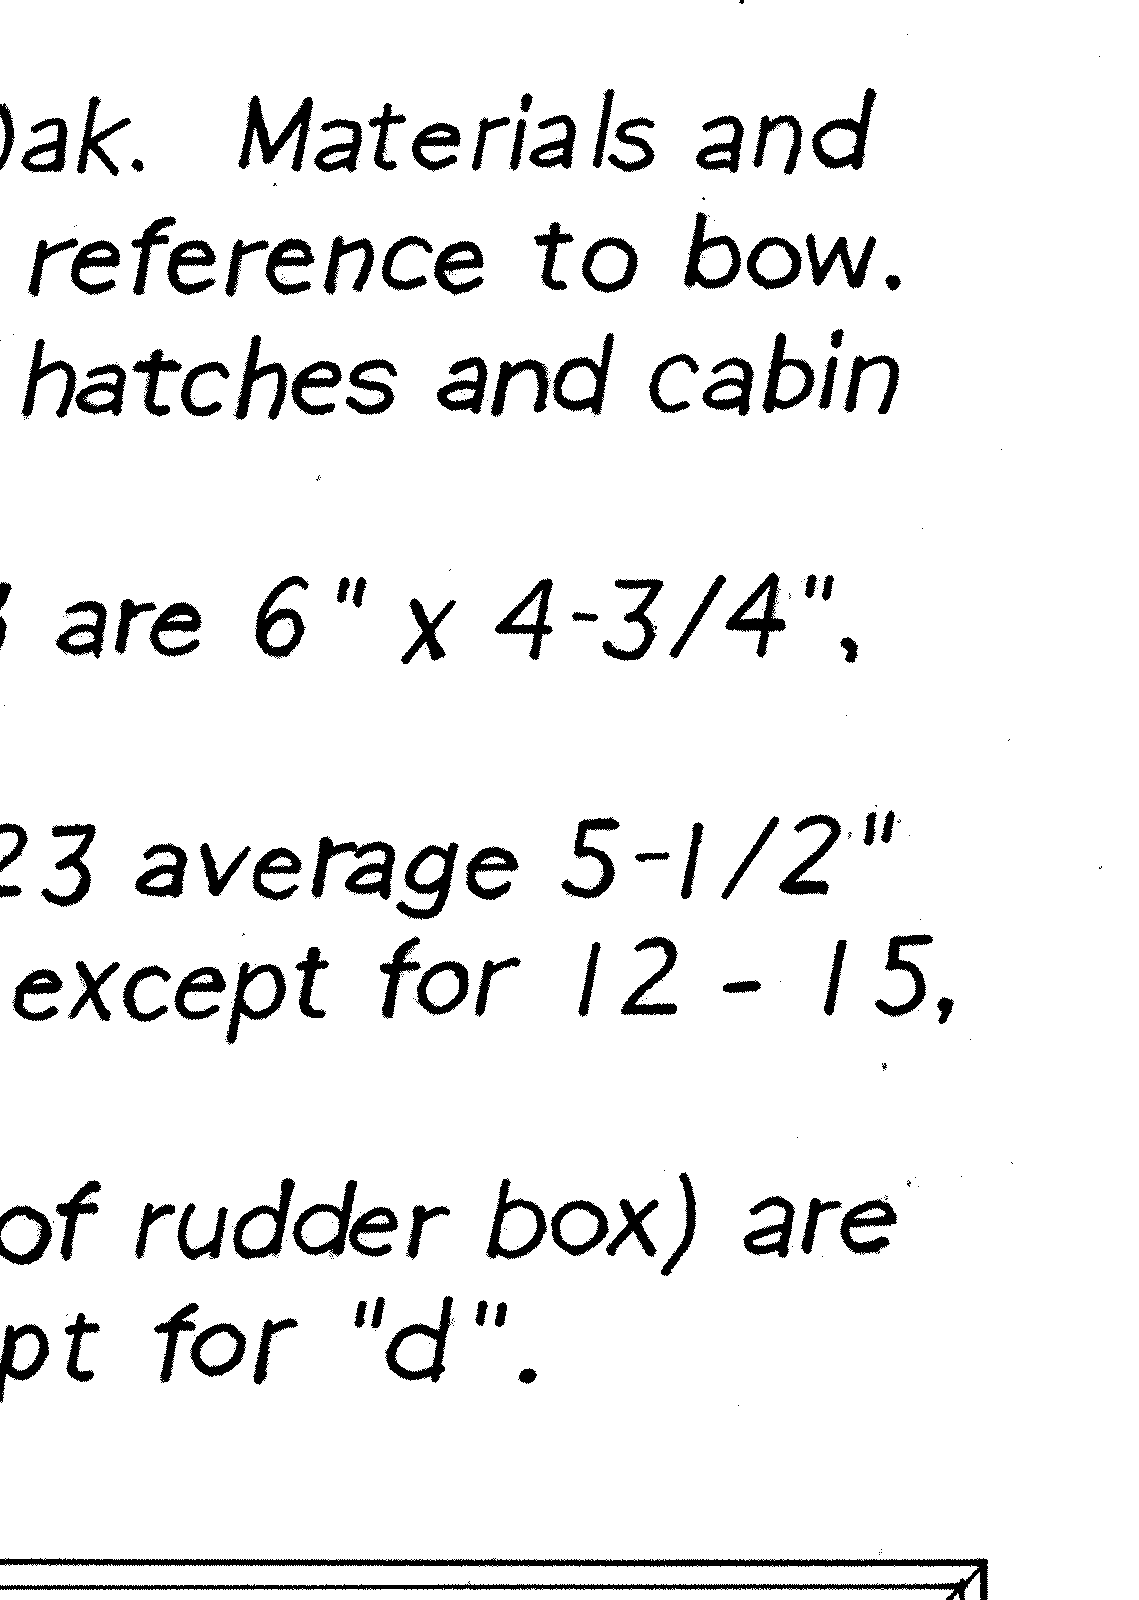 Oak. Materials and
reference to bow.
hatches and cabin
3 are 6" x 4-3/4",
23 average 5-1/2"
except for 12 - 15,
of rudder box) are
pt for "d".